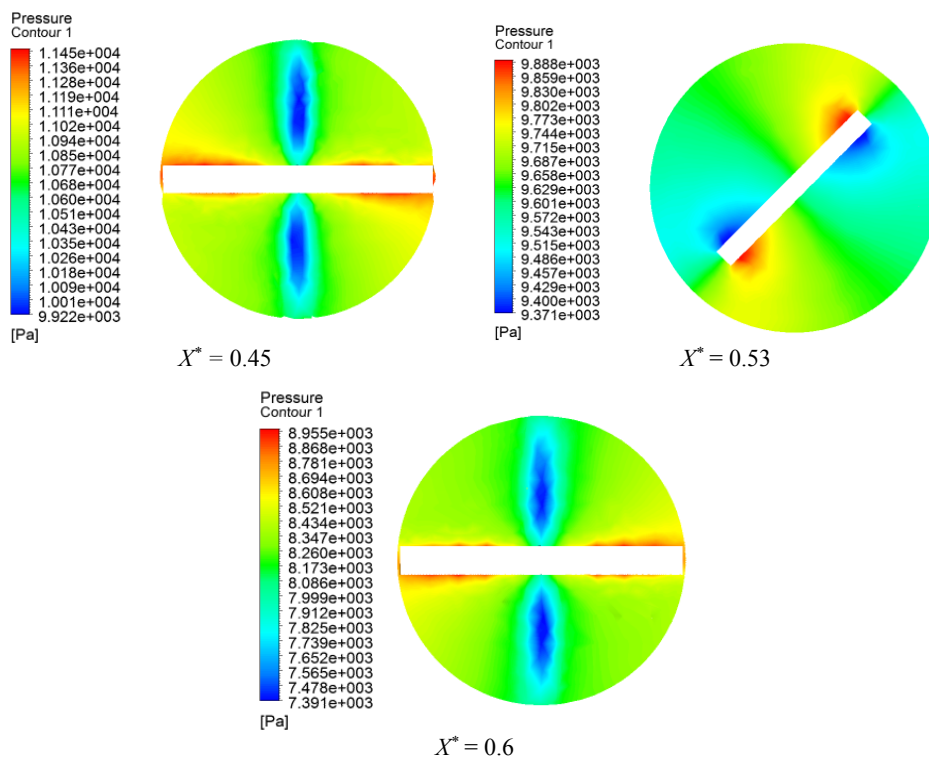 Pressure
Contour 1
1.145e+004
1.136e+004
1.127e+004
1.119e+004
1.110e+004
1.102e+004
1.094e+004
1.085e+004
1.077e+004
1.068e+004
1.060e+004
1.051e+004
1.043e+004
1.035e+004
1.026e+004
1.018e+004
1.009e+004
1.001e+004
9.922e+003
[Pa]
X* = 0.45
Pressure
Contour 1
9.888e+003
9.859e+003
9.830e+003
9.802e+003
9.773e+003
9.744e+003
9.715e+003
9.687e+003
9.658e+003
9.629e+003
9.601e+003
9.572e+003
9.543e+003
9.515e+003
9.486e+003
9.457e+003
9.429e+003
9.400e+003
9.371e+003
[Pa]
X* = 0.53
Pressure
Contour 1
8.955e+003
8.868e+003
8.781e+003
8.694e+003
8.608e+003
8.521e+003
8.434e+003
8.347e+003
8.260e+003
8.173e+003
8.086e+003
7.999e+003
7.912e+003
7.825e+003
7.739e+003
7.652e+003
7.565e+003
7.478e+003
7.391e+003
[Pa]
X* = 0.6